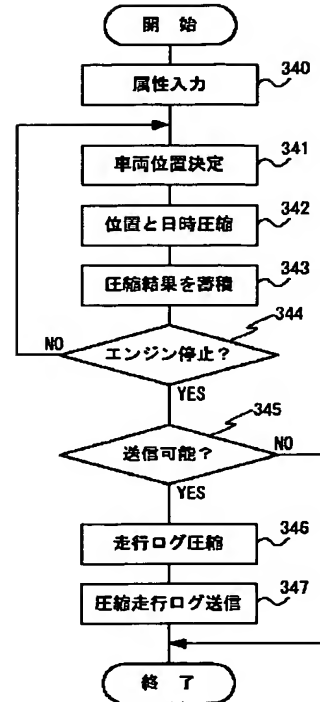 開 始
属性入力
340
車両位置決定
341
位置と日時圧縮
342
圧縮結果を蓄積
343
344
エンジン停止?
NO
YES
345
送信可能?
NO
YES
走行ログ圧縮
346
圧縮走行ログ送信
347
終 了